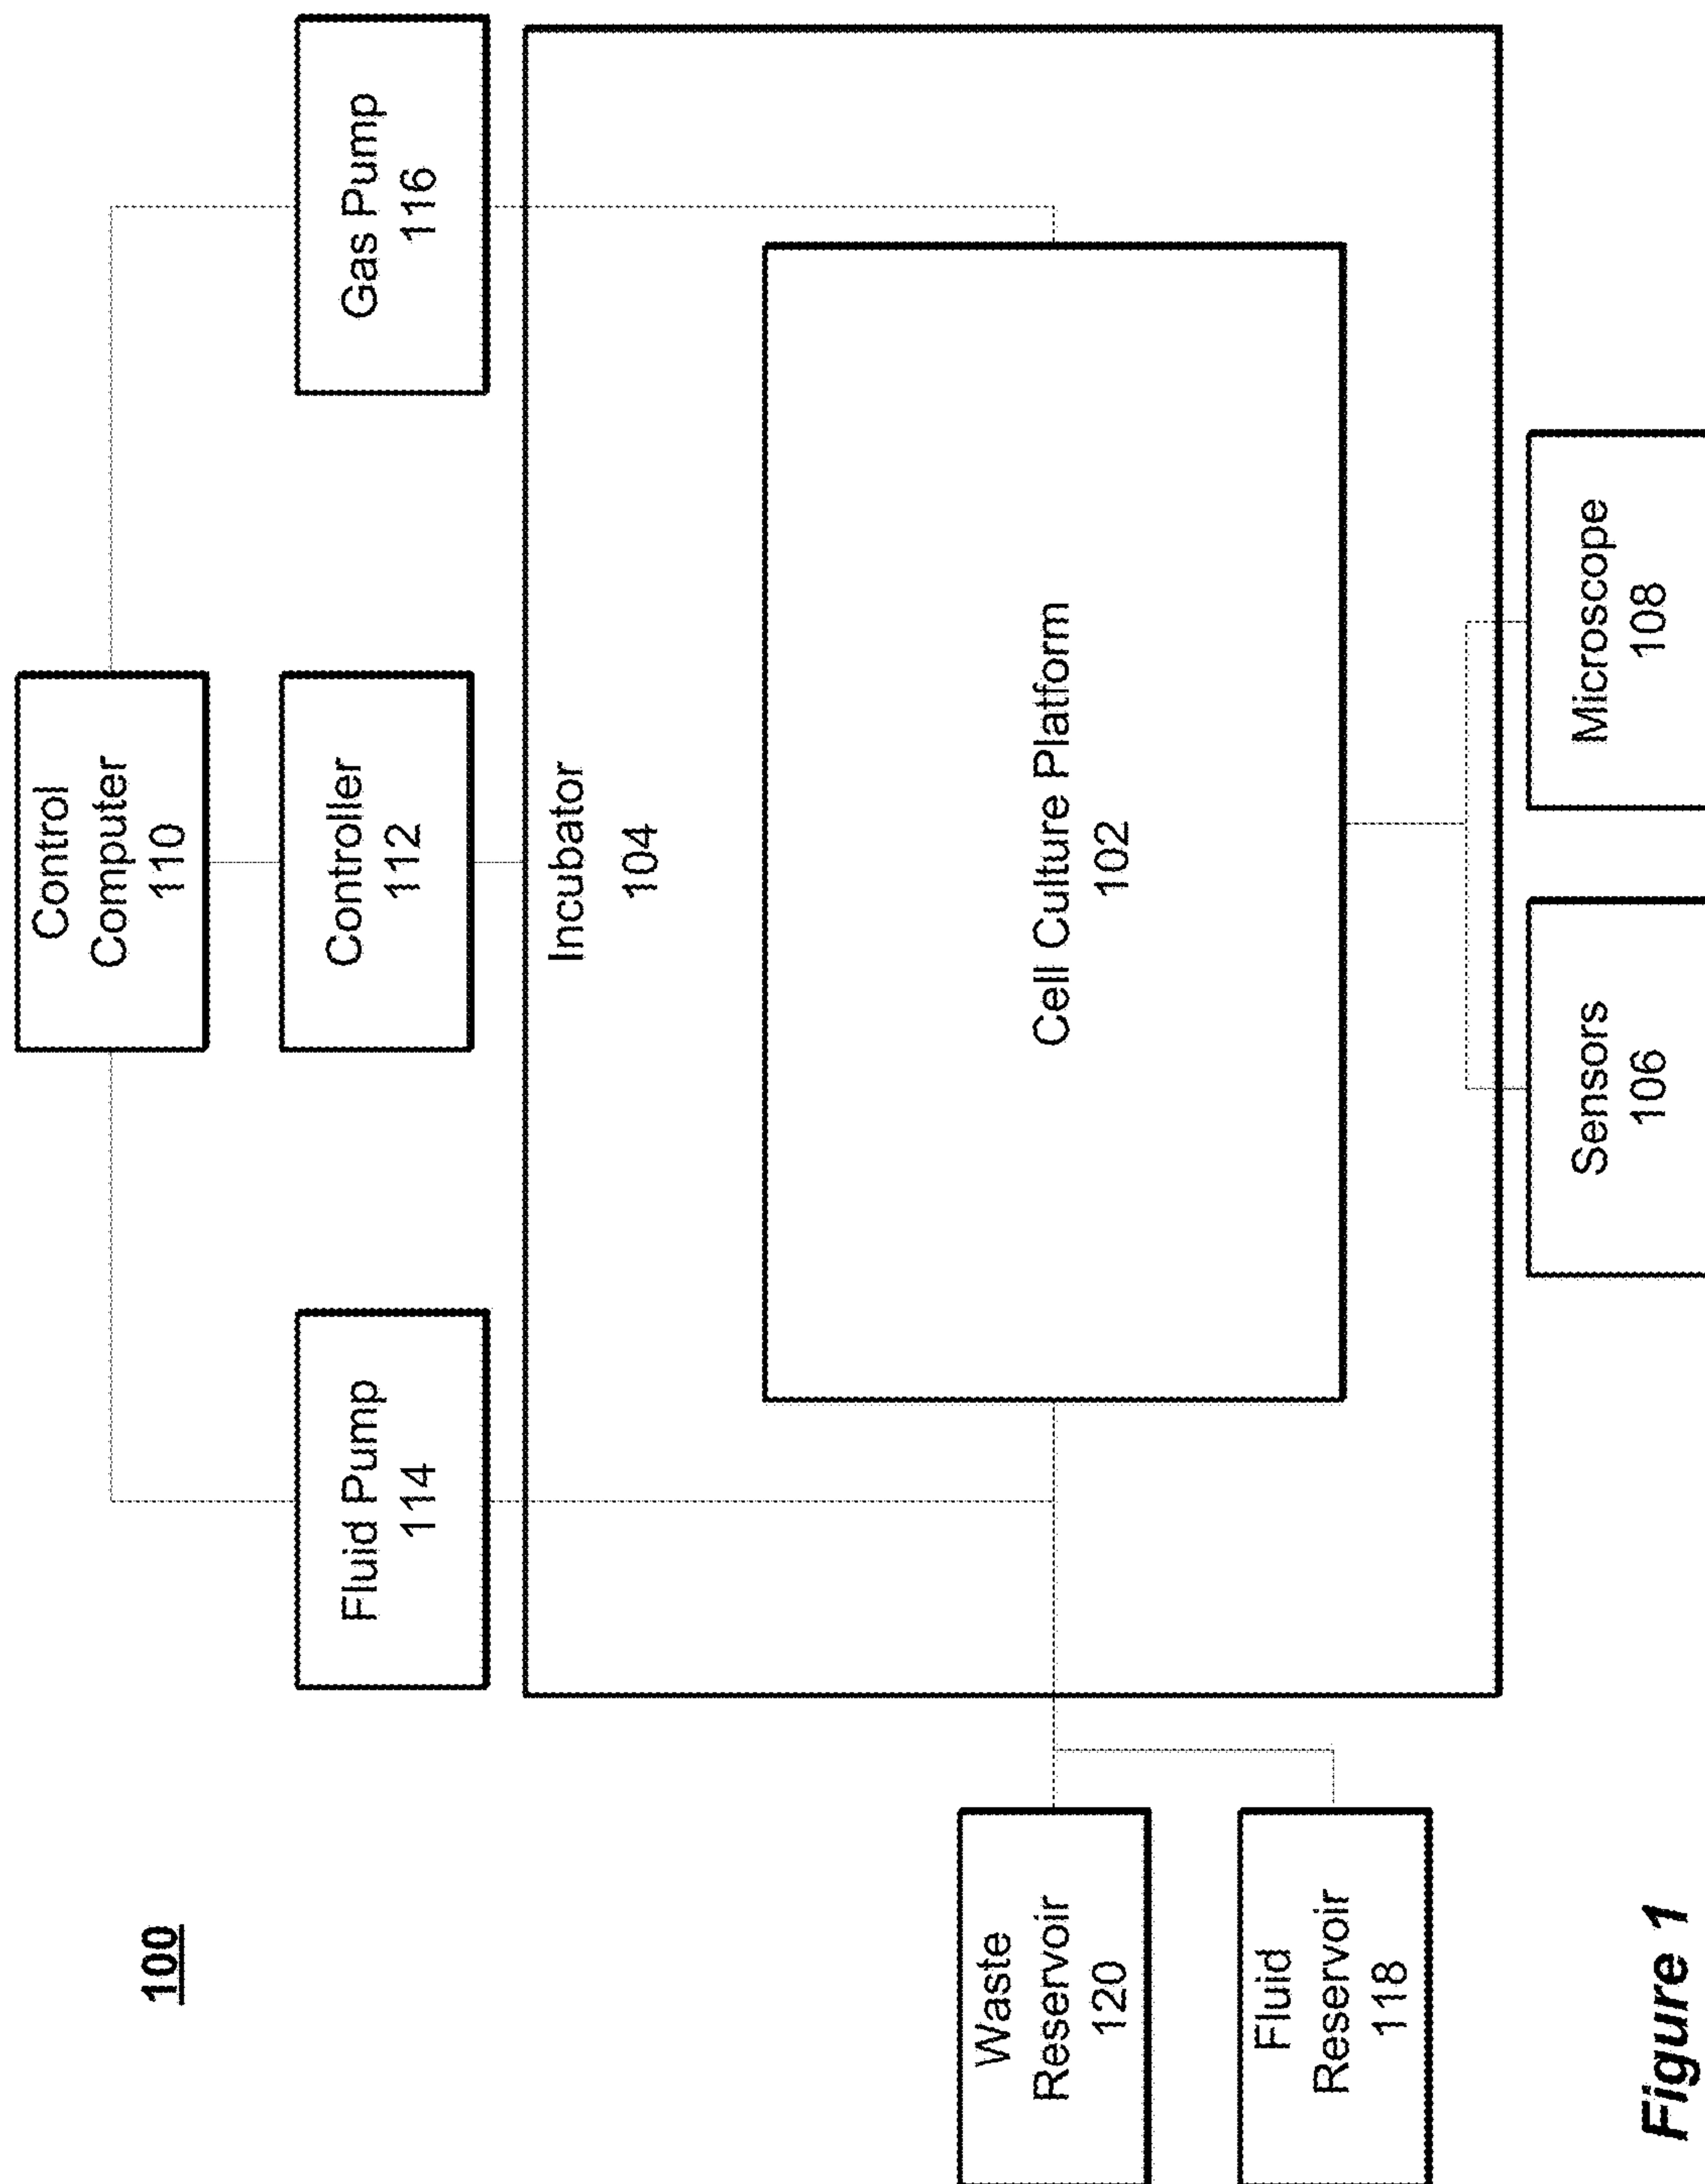 100
Control
Computer
110
Fluid Pump
114
Controller
112
Gas Pump
116
Incubator
104
Waste
Reservoir
120
Cell Culture Platform
102
Fluid
Reservoir
118
Sensors
106
Microscope
108
Figure 1